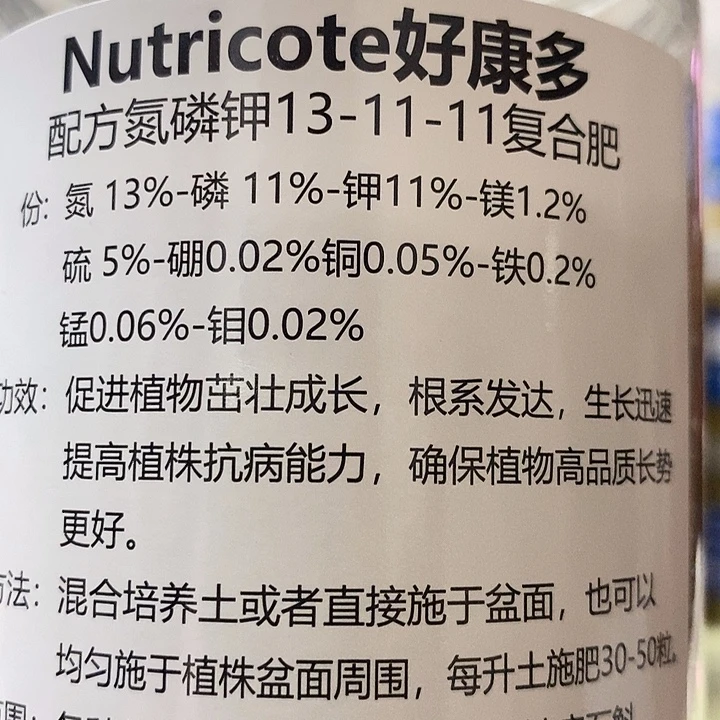 Nutricote好康多
配方氮磷钾13-11-11复合肥
份: 氮 13%-磷 11%-钾11%-镁1.2%
硫 5%-硼0.02%铜0.05%-铁0.2%
锰0.06%-钼0.02%
功效: 促进植物茁壮成长，根系发达，生长迅速
提高植株抗病能力，确保植物高品质长势
更好。
方法: 混合培养土或者直接施于盆面，也可以
均匀施于植株盆面周围，每升土施肥30-50粒。